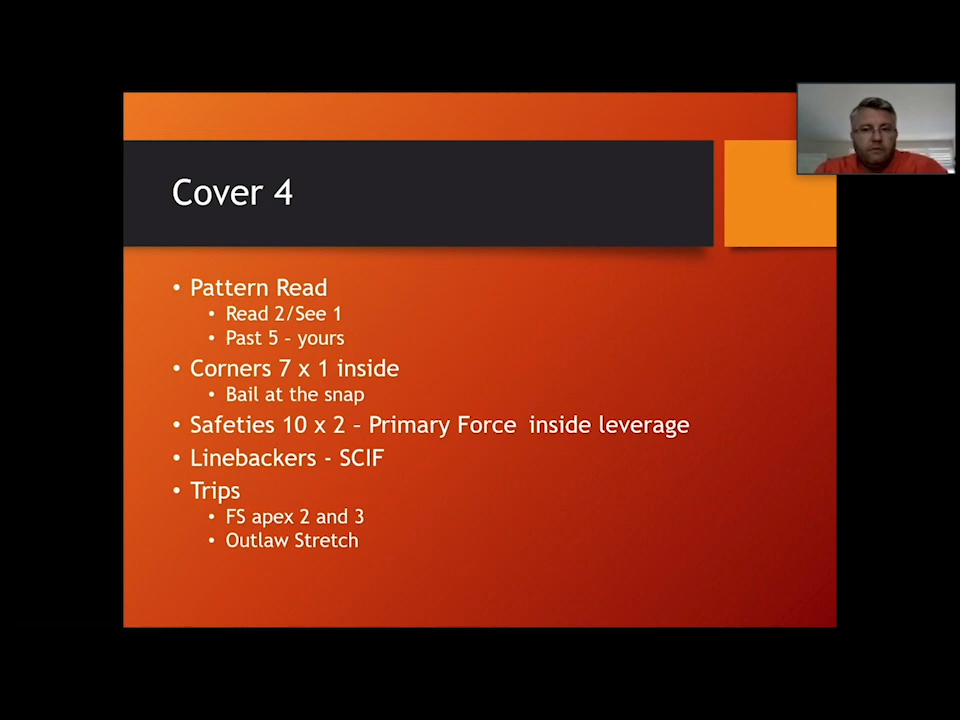 Cover 4
• Pattern Read
• Read 2/See 1
• Past 5 – yours
• Corners 7 x 1 inside
• Bail at the snap
• Safeties 10 x 2 – Primary Force inside leverage
• Linebackers - SCIF
• Trips
• FS apex 2 and 3
• Outlaw Stretch